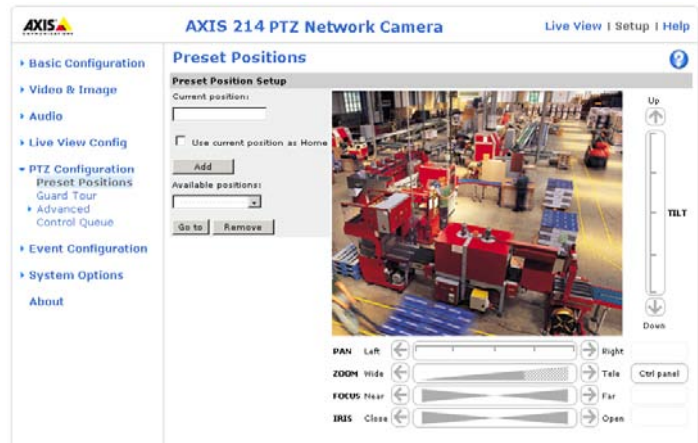 AXIS
COMMUNICATIONS
AXIS 214 PTZ Network Camera
Live View | Setup | Help
Basic Configuration
Video & Image
Audio
Live View Config
PTZ Configuration
Preset Positions
Guard Tour
Advanced
Control Queue
Event Configuration
System Options
About
Preset Positions
?
Preset Position Setup
Current position:
Use current position as Home
Add
Available positions:
Go to
Remove
Up
TILT
Down
PAN Left Right
ZOOM Wide Tele
Ctrl panel
FOCUS Near Far
IRIS Close Open